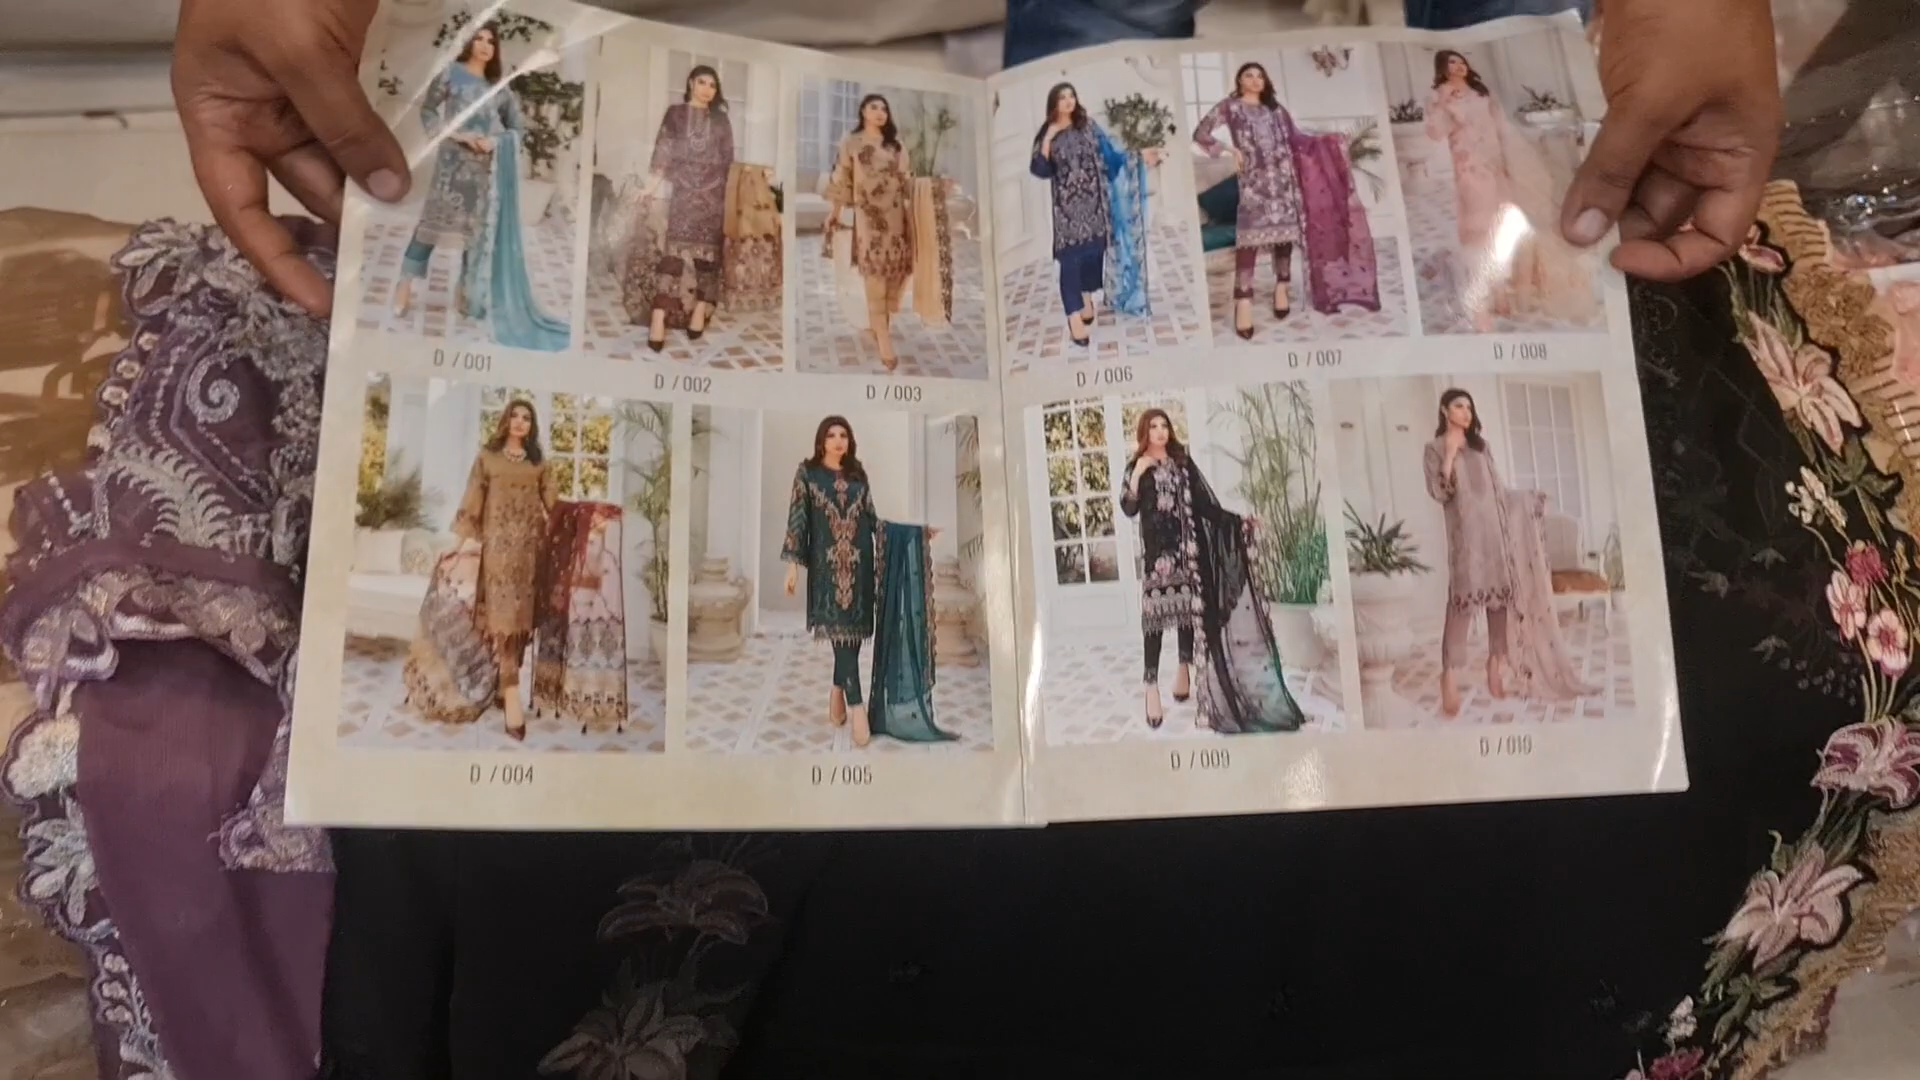 D / 001
D / 002
D / 003
D / 004
D / 005
D / 006
D / 007
D / 008
D / 009
D / 010